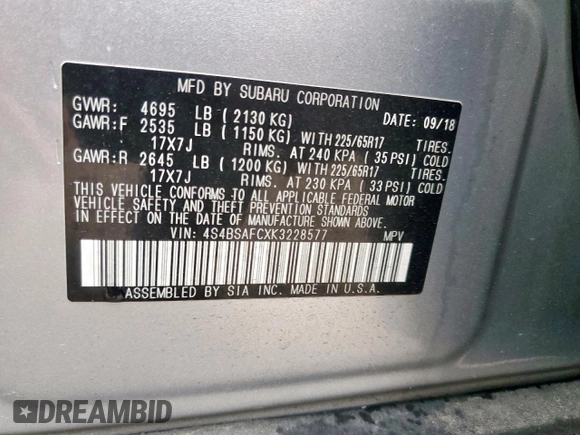 MFD BY SUBARU CORPORATION
GVWR: 4695 LB (2130 KG) DATE: 09/18
GAWR:F 2535 LB (1150 KG) WITH 225/65R17 TIRES.
17X7J RIMS. AT 240 KPA (35 PSI) COLD
GAWR:R 2645 LB (1200 KG) WITH 225/65R17 TIRES.
17X7J RIMS. AT 230 KPA (33 PSI) COLD
THIS VEHICLE CONFORMS TO ALL APPLICABLE FEDERAL MOTOR
VEHICLE SAFETY, BUMPER, AND THEFT PREVENTION STANDARDS
IN EFFECT ON THE DATE OF MANUFACTURE SHOWN ABOVE.
VIN: 4S4BSAFCXK3228577 MPV
ASSEMBLED BY SIA INC. MADE IN U.S.A.
DREAMBID